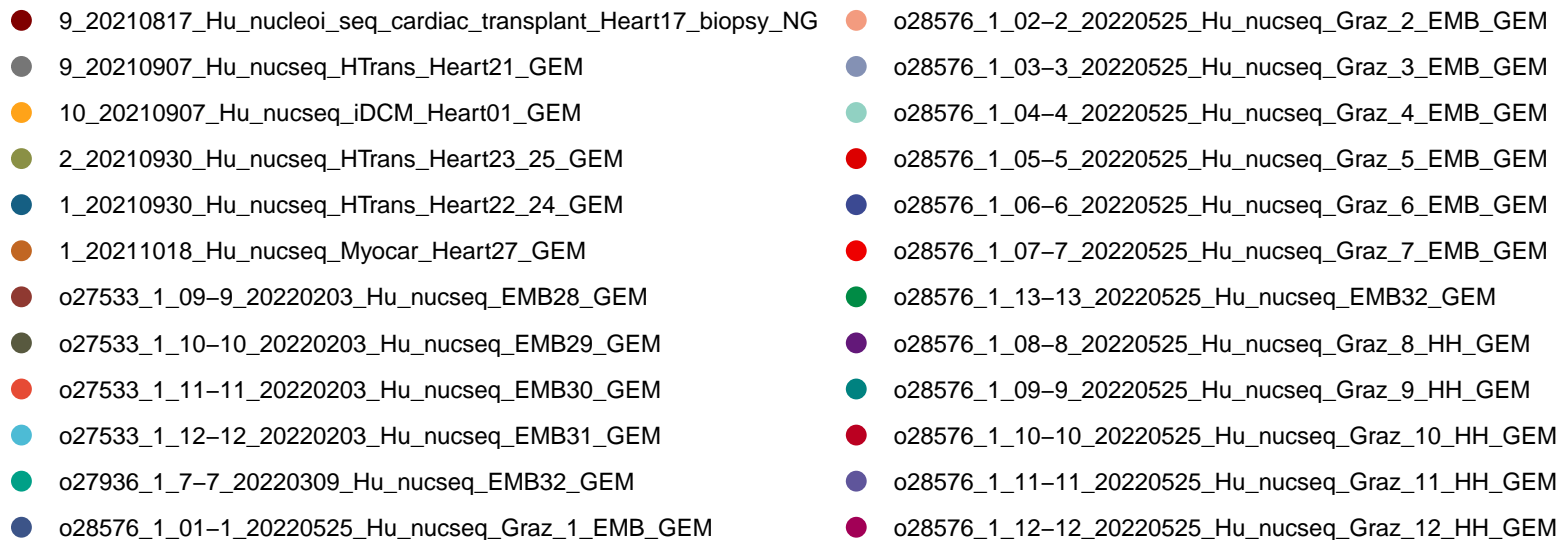 9_20210817_Hu_nucleoi_seq_cardiac_transplant_Heart17_biopsy_NG
9_20210907_Hu_nucseq_HTrans_Heart21_GEM
10_20210907_Hu_nucseq_iDCM_Heart01_GEM
2_20210930_Hu_nucseq_HTrans_Heart23_25_GEM
1_20210930_Hu_nucseq_HTrans_Heart22_24_GEM
1_20211018_Hu_nucseq_Myocar_Heart27_GEM
o27533_1_09−9_20220203_Hu_nucseq_EMB28_GEM
o27533_1_10−10_20220203_Hu_nucseq_EMB29_GEM
o27533_1_11−11_20220203_Hu_nucseq_EMB30_GEM
o27533_1_12−12_20220203_Hu_nucseq_EMB31_GEM
o27936_1_7−7_20220309_Hu_nucseq_EMB32_GEM
o28576_1_01−1_20220525_Hu_nucseq_Graz_1_EMB_GEM
o28576_1_02−2_20220525_Hu_nucseq_Graz_2_EMB_GEM
o28576_1_03−3_20220525_Hu_nucseq_Graz_3_EMB_GEM
o28576_1_04−4_20220525_Hu_nucseq_Graz_4_EMB_GEM
o28576_1_05−5_20220525_Hu_nucseq_Graz_5_EMB_GEM
o28576_1_06−6_20220525_Hu_nucseq_Graz_6_EMB_GEM
o28576_1_07−7_20220525_Hu_nucseq_Graz_7_EMB_GEM
o28576_1_13−13_20220525_Hu_nucseq_EMB32_GEM
o28576_1_08−8_20220525_Hu_nucseq_Graz_8_HH_GEM
o28576_1_09−9_20220525_Hu_nucseq_Graz_9_HH_GEM
o28576_1_10−10_20220525_Hu_nucseq_Graz_10_HH_GEM
o28576_1_11−11_20220525_Hu_nucseq_Graz_11_HH_GEM
o28576_1_12−12_20220525_Hu_nucseq_Graz_12_HH_GEM